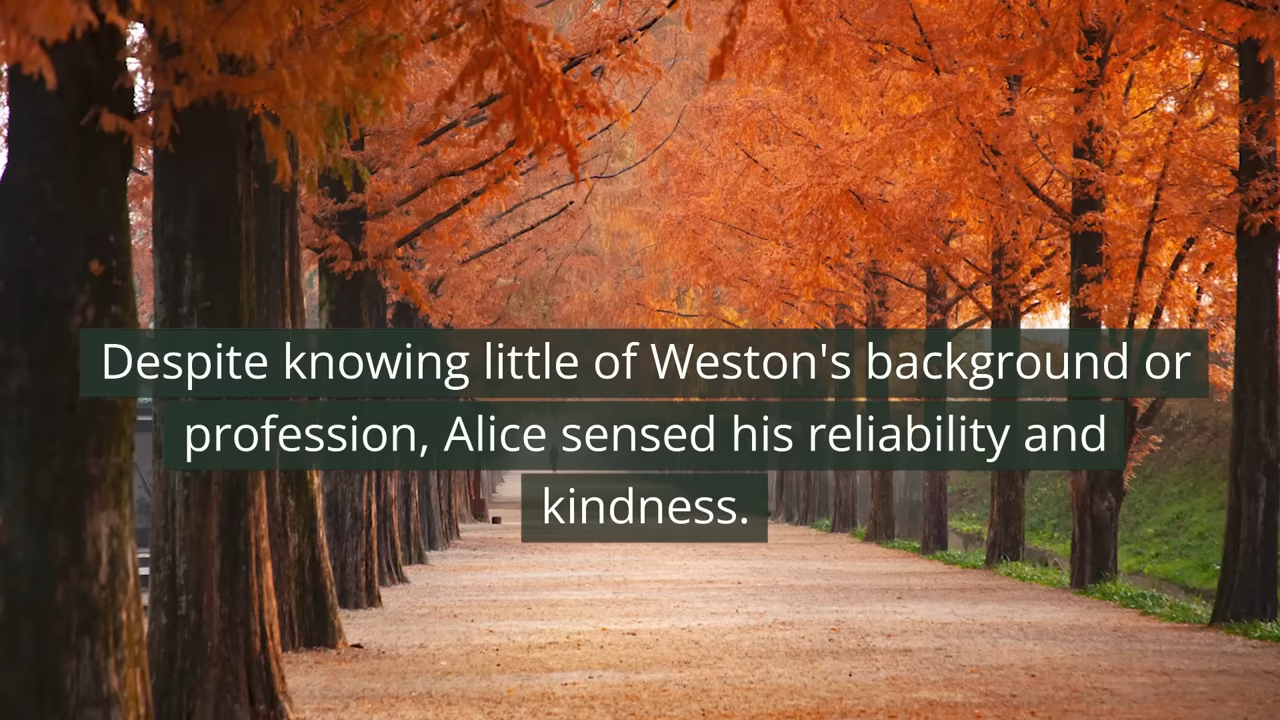 Despite knowing little of Weston's background or
profession, Alice sensed his reliability and
kindness.